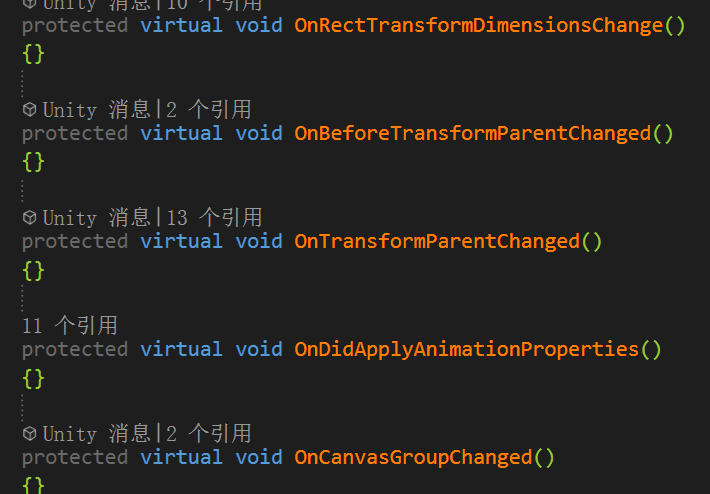 Unity 消息|10 个引用
protected virtual void OnRectTransformDimensionsChange()
{}
Unity 消息|2 个引用
protected virtual void OnBeforeTransformParentChanged()
{}
Unity 消息|13 个引用
protected virtual void OnTransformParentChanged()
{}
11 个引用
protected virtual void OnDidApplyAnimationProperties()
{}
Unity 消息|2 个引用
protected virtual void OnCanvasGroupChanged()
{}